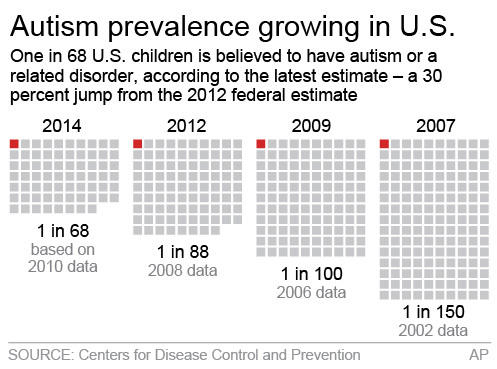 Autism prevalence growing in U.S.
One in 68 U.S. children is believed to have autism or a
related disorder, according to the latest estimate – a 30
percent jump from the 2012 federal estimate
2014
2012
2009
2007
1 in 68
based on
2010 data
1 in 88
2008 data
1 in 100
2006 data
1 in 150
2002 data
SOURCE: Centers for Disease Control and Prevention
AP